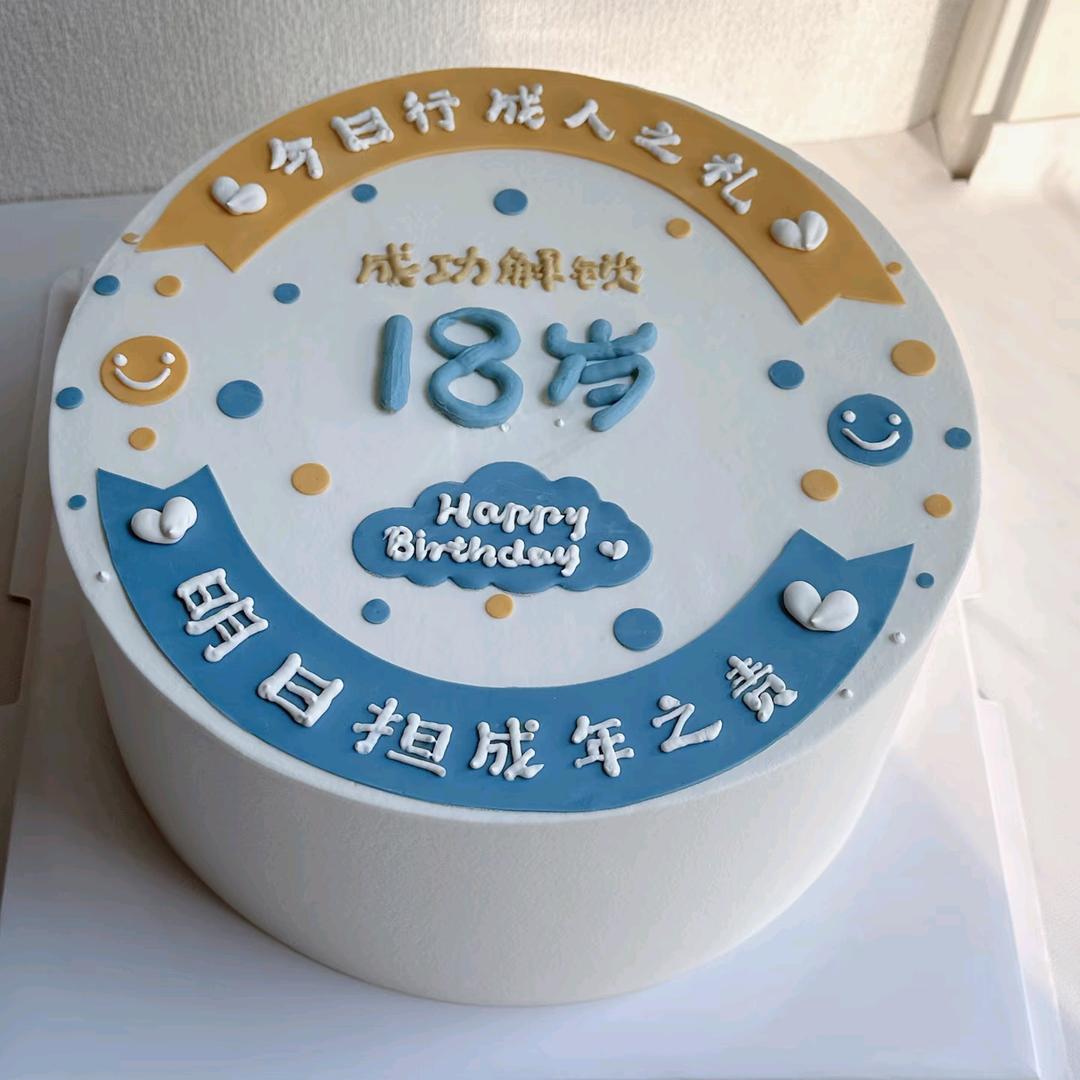 今日行成人之礼
成功解锁
18岁
Happy
Birthday
明日担成年之责